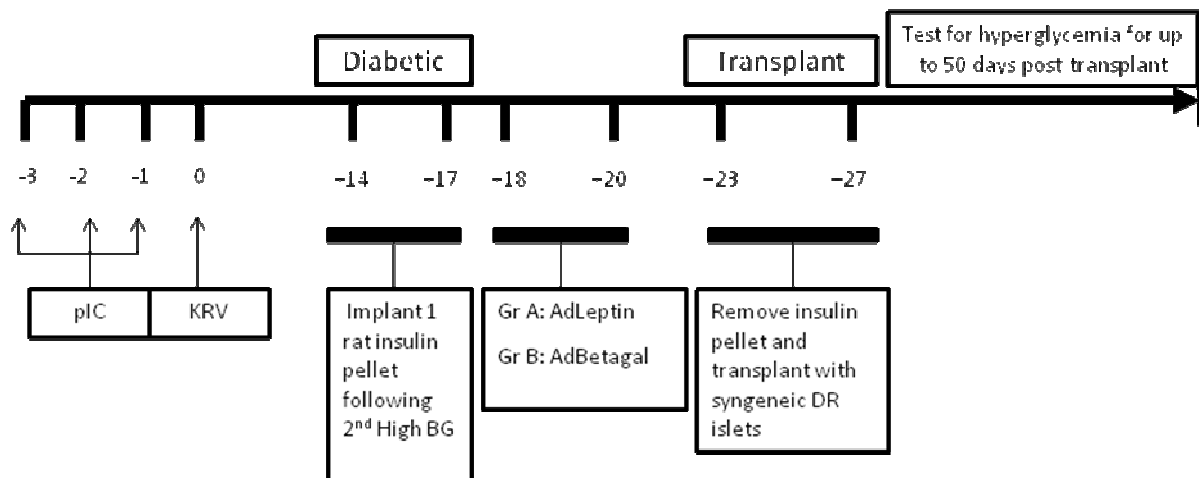 Diabetic
Transplant
Test for hyperglycemia for up
to 50 days post transplant
-3 -2 -1 0 ~14 ~17 ~18 ~20 ~23 ~27
pIC
KRV
Implant 1
rat insulin
pellet
following
2nd High BG
Gr A: AdLeptin
Gr B: AdBetagal
Remove insulin
pellet and
transplant with
syngeneic DR
islets